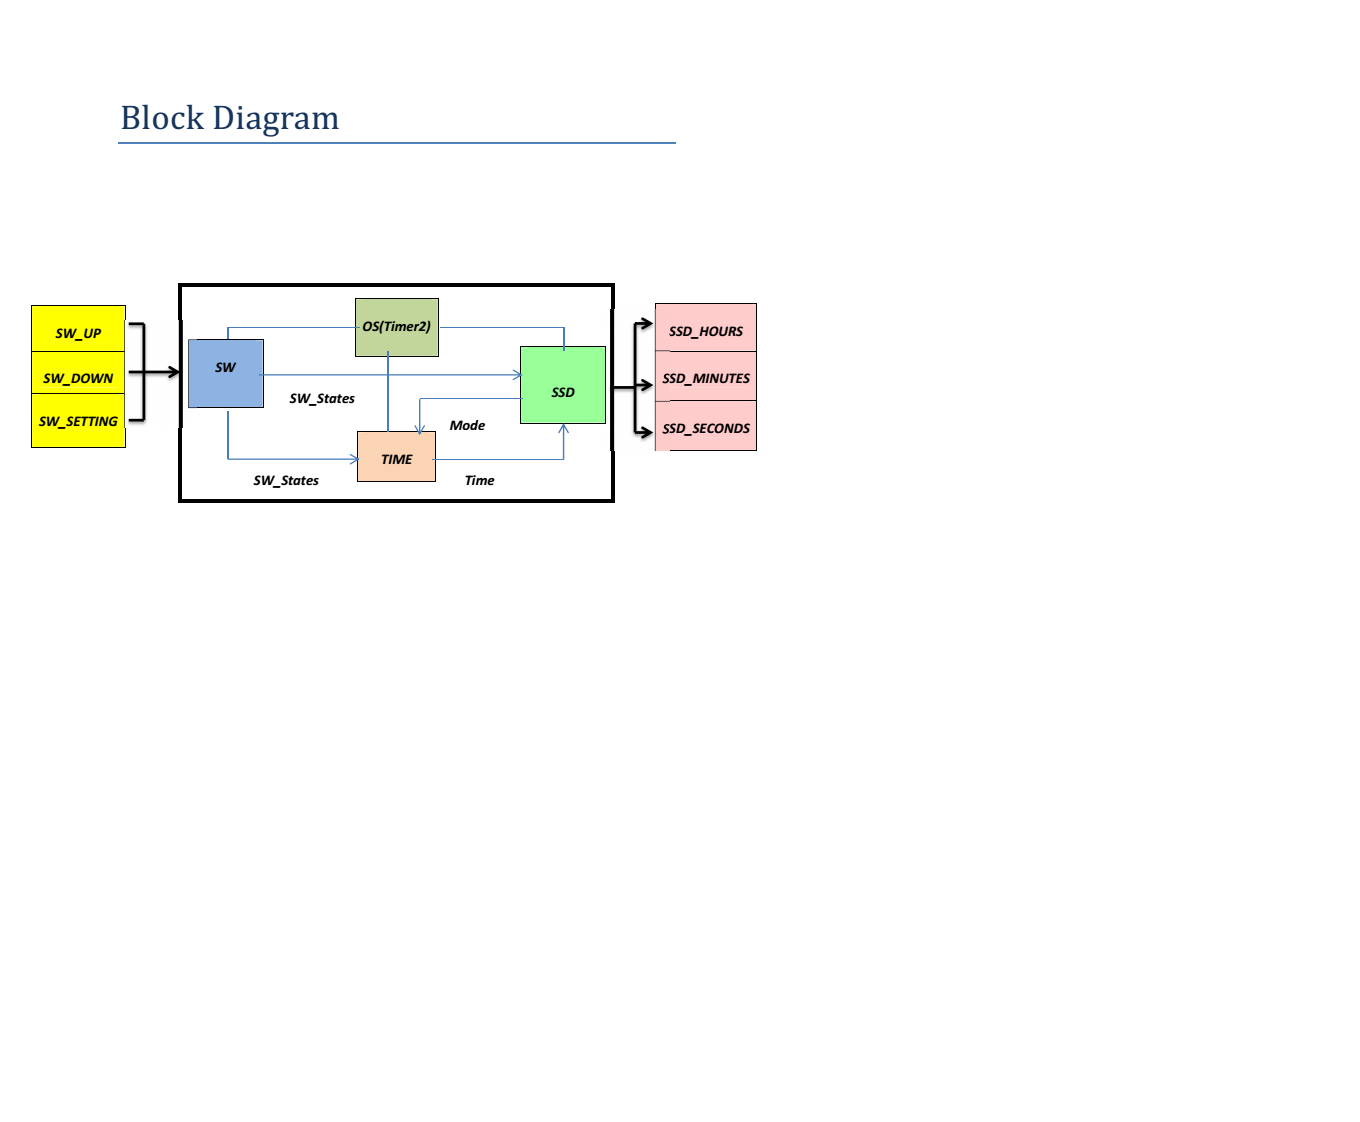 Block Diagram
SW_UP
SW_DOWN
SW_SETTING
OS(Timer2)
SW
SW_States
SSD
Mode
TIME
SW_States
Time
SSD_HOURS
SSD_MINUTES
SSD_SECONDS